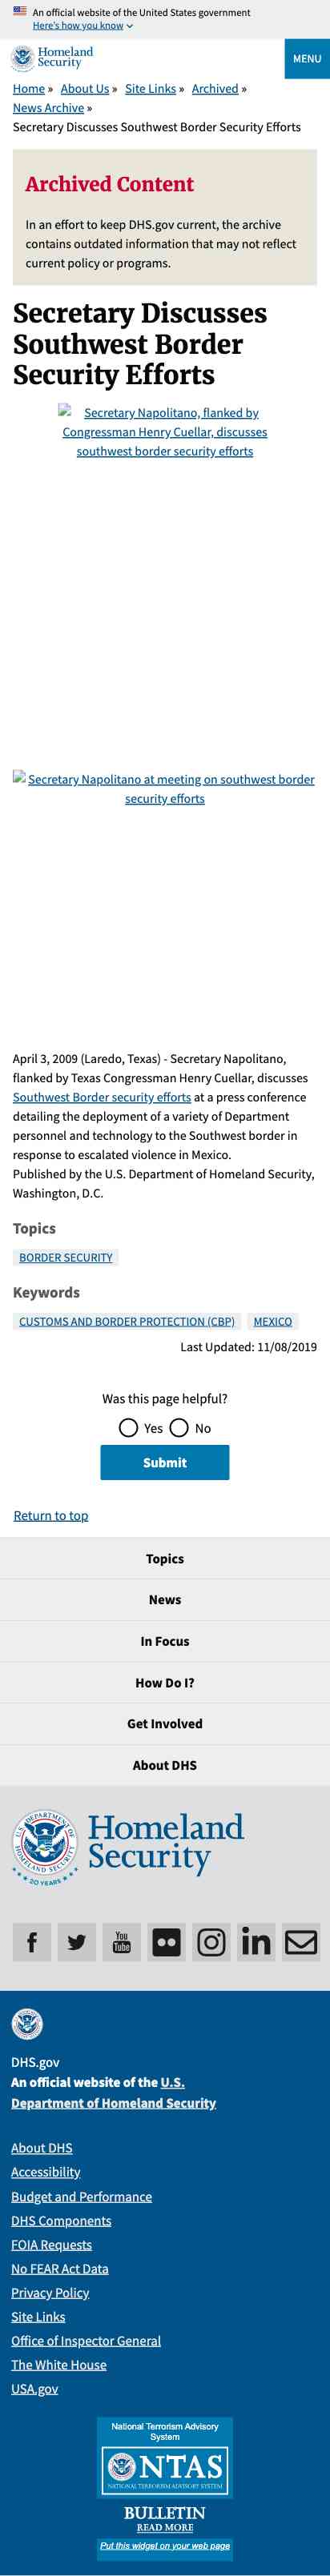 An official website of the United States government
Here's how you know
Homeland
Security
MENU
Home » About Us » Site Links » Archived »
News Archive »
Secretary Discusses Southwest Border Security Efforts
Archived Content
In an effort to keep DHS.gov current, the archive
contains outdated information that may not reflect
current policy or programs.
Secretary Discusses
Southwest Border
Security Efforts
Secretary Napolitano, flanked by
Congressman Henry Cuellar, discusses
southwest border security efforts
Secretary Napolitano at meeting on southwest border
security efforts
April 3, 2009 (Laredo, Texas) - Secretary Napolitano,
flanked by Texas Congressman Henry Cuellar, discusses
Southwest Border security efforts at a press conference
detailing the deployment of a variety of Department
personnel and technology to the Southwest border in
response to escalated violence in Mexico.
Published by the U.S. Department of Homeland Security,
Washington, D.C.
Topics
BORDER SECURITY
Keywords
CUSTOMS AND BORDER PROTECTION (CBP) MEXICO
Last Updated: 11/08/2019
Was this page helpful?
Yes No
Submit
Return to top
Topics
News
In Focus
How Do I?
Get Involved
About DHS
U.S. DEPARTMENT OF
HOMELAND SECURITY
20 YEARS
Homeland
Security
You
Tube
DHS.gov
An official website of the U.S.
Department of Homeland Security
About DHS
Accessibility
Budget and Performance
DHS Components
FOIA Requests
No FEAR Act Data
Privacy Policy
Site Links
Office of Inspector General
The White House
USA.gov
National Terrorism Advisory
System
NTAS
NATIONAL TERRORISM ADVISORY SYSTEM
BULLETIN
READ MORE
Put this widget on your web page